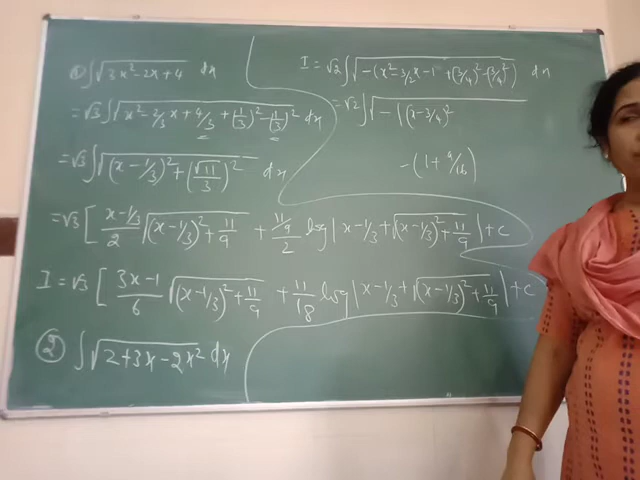 ① ∫√3x²-2x+4 dx
= √3 ∫√x²-2/3x+4/3+(1/3)²-(1/3)² dx
= √3 ∫√(x-1/3)²+(√11/3)² dx
= √3 [ x-1/3/2 √(x-1/3)²+11/9 + 11/9/2 log| x-1/3+√(x-1/3)²+11/9 |+c
I = √3 [ 3x-1/6 √(x-1/3)²+11/9 + 11/18 log| x-1/3+√(x-1/3)²+11/9 |+c
② ∫√2+3x-2x² dx
I = √2 ∫√-(x²-3/2x-1+(3/4)²-(3/4)²) dx
= √2 ∫√-((x-3/4)²
-(1+9/16)